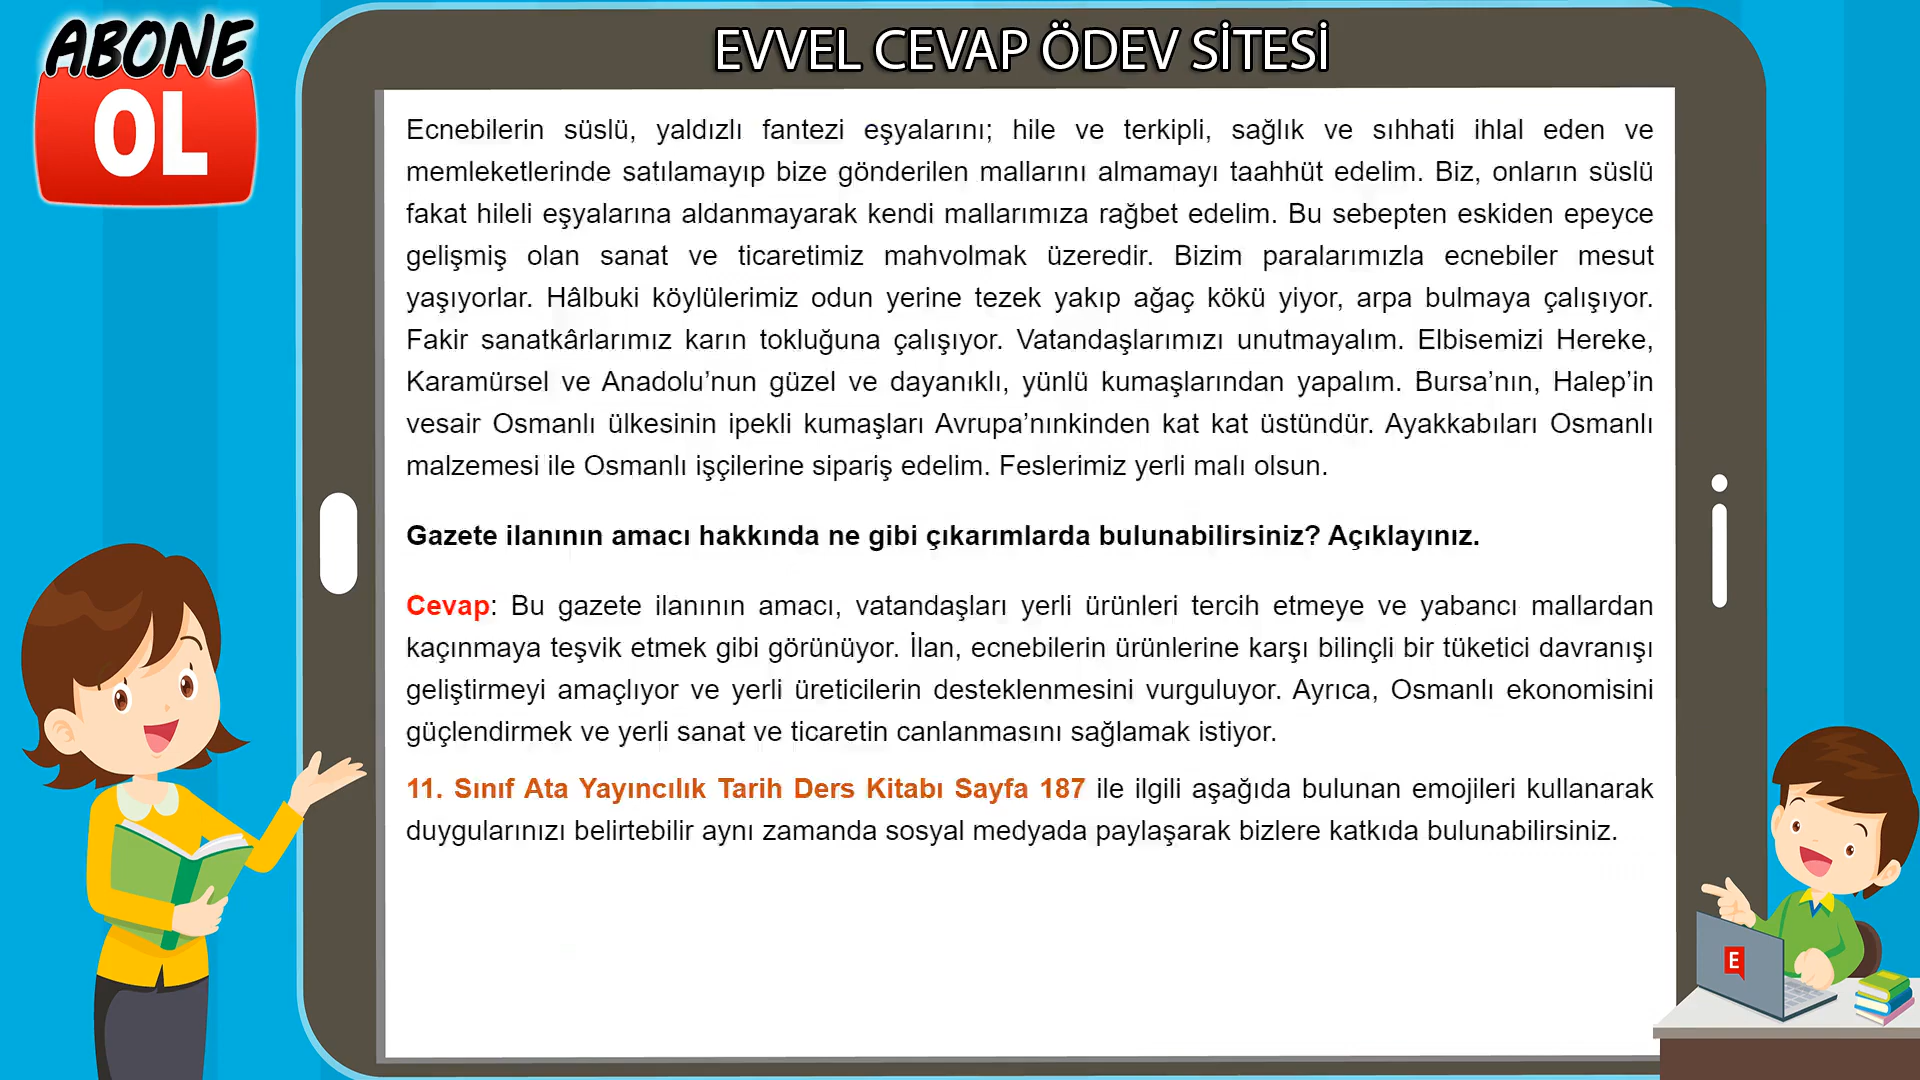 ABONE
OL
EVVEL CEVAP ÖDEV SİTESİ
Ecnebilerin süslü, yaldızlı fantezi eşyalarını; hile ve terkipli, sağlık ve sıhhati ihlal eden ve
memleketlerinde satılamayıp bize gönderilen mallarını almamayı taahhüt edelim. Biz, onların süslü
fakat hileli eşyalarına aldanmayarak kendi mallarımıza rağbet edelim. Bu sebepten eskiden epeyce
gelişmiş olan sanat ve ticaretimiz mahvolmak üzeredir. Bizim paralarımızla ecnebiler mesut
yaşıyorlar. Hâlbuki köylülerimiz odun yerine tezek yakıp ağaç kökü yiyor, arpa bulmaya çalışıyor.
Fakir sanatkârlarımız karın tokluğuna çalışıyor. Vatandaşlarımızı unutmayalım. Elbisemizi Hereke,
Karamürsel ve Anadolu’nun güzel ve dayanıklı, yünlü kumaşlarından yapalım. Bursa’nın, Halep’in
vesair Osmanlı ülkesinin ipekli kumaşları Avrupa’nınkinden kat kat üstündür. Ayakkabıları Osmanlı
malzemesi ile Osmanlı işçilerine sipariş edelim. Feslerimiz yerli malı olsun.
Gazete ilanının amacı hakkında ne gibi çıkarımlarda bulunabilirsiniz? Açıklayınız.
Cevap: Bu gazete ilanının amacı, vatandaşları yerli ürünleri tercih etmeye ve yabancı mallardan
kaçınmaya teşvik etmek gibi görünüyor. İlan, ecnebilerin ürünlerine karşı bilinçli bir tüketici davranışı
geliştirmeyi amaçlıyor ve yerli üreticilerin desteklenmesini vurguluyor. Ayrıca, Osmanlı ekonomisini
güçlendirmek ve yerli sanat ve ticaretin canlanmasını sağlamak istiyor.
11. Sınıf Ata Yayıncılık Tarih Ders Kitabı Sayfa 187 ile ilgili aşağıda bulunan emojileri kullanarak
duygularınızı belirtebilir aynı zamanda sosyal medyada paylaşarak bizlere katkıda bulunabilirsiniz.
E